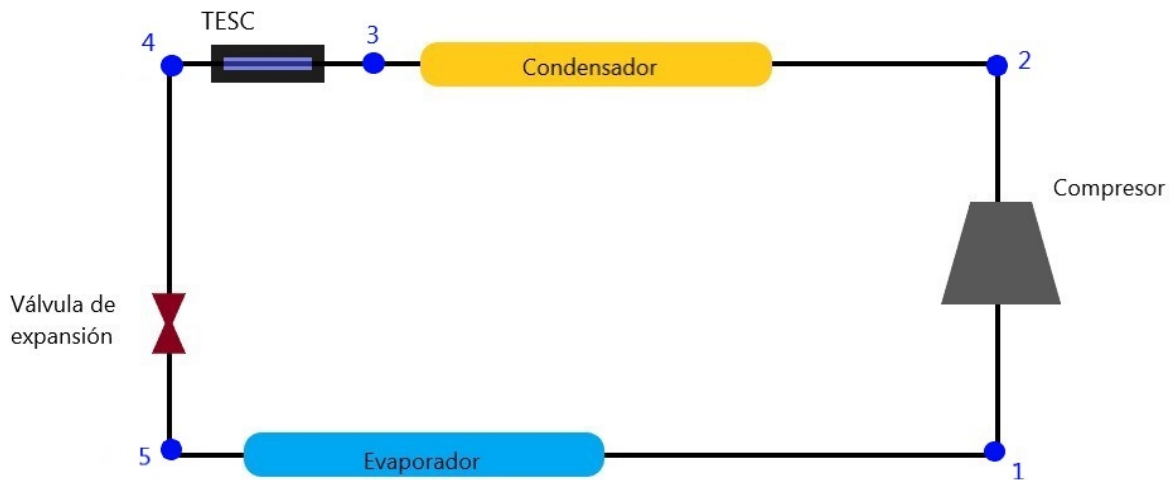 TESC
4
3
Condensador
2
Compresor
Válvula de
expansión
5
Evaporador
1